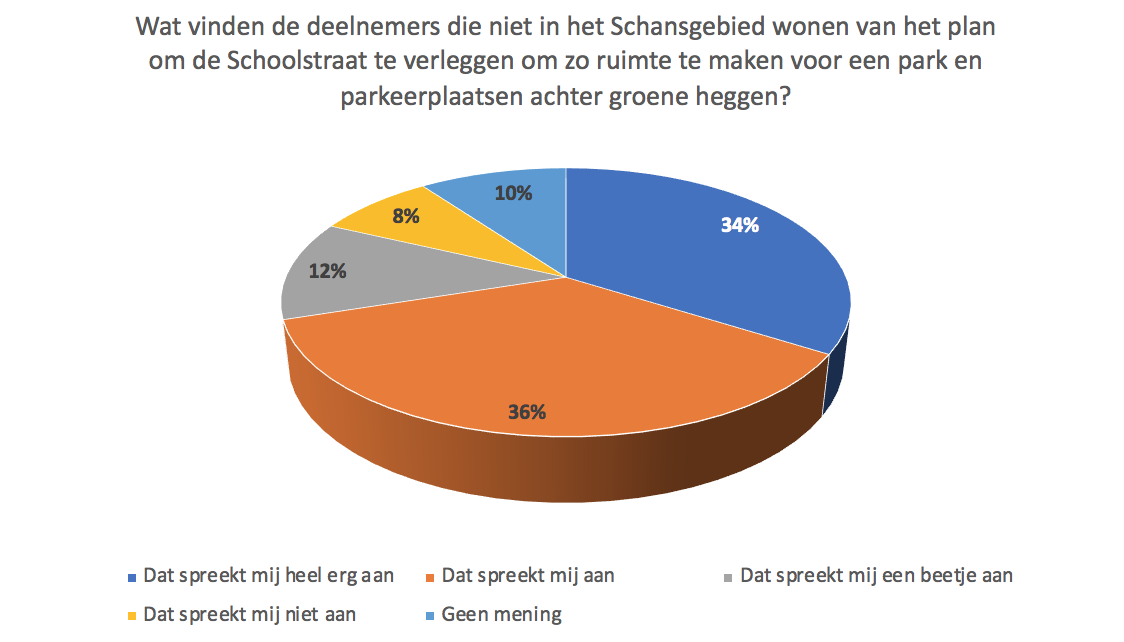 Wat vinden de deelnemers die niet in het Schansgebied wonen van het plan
om de Schoolstraat te verleggen om zo ruimte te maken voor een park en
parkeerplaatsen achter groene heggen?
10%
34%
8%
12%
36%
Dat spreekt mij heel erg aan
Dat spreekt mij aan
Dat spreekt mij een beetje aan
Dat spreekt mij niet aan
Geen mening